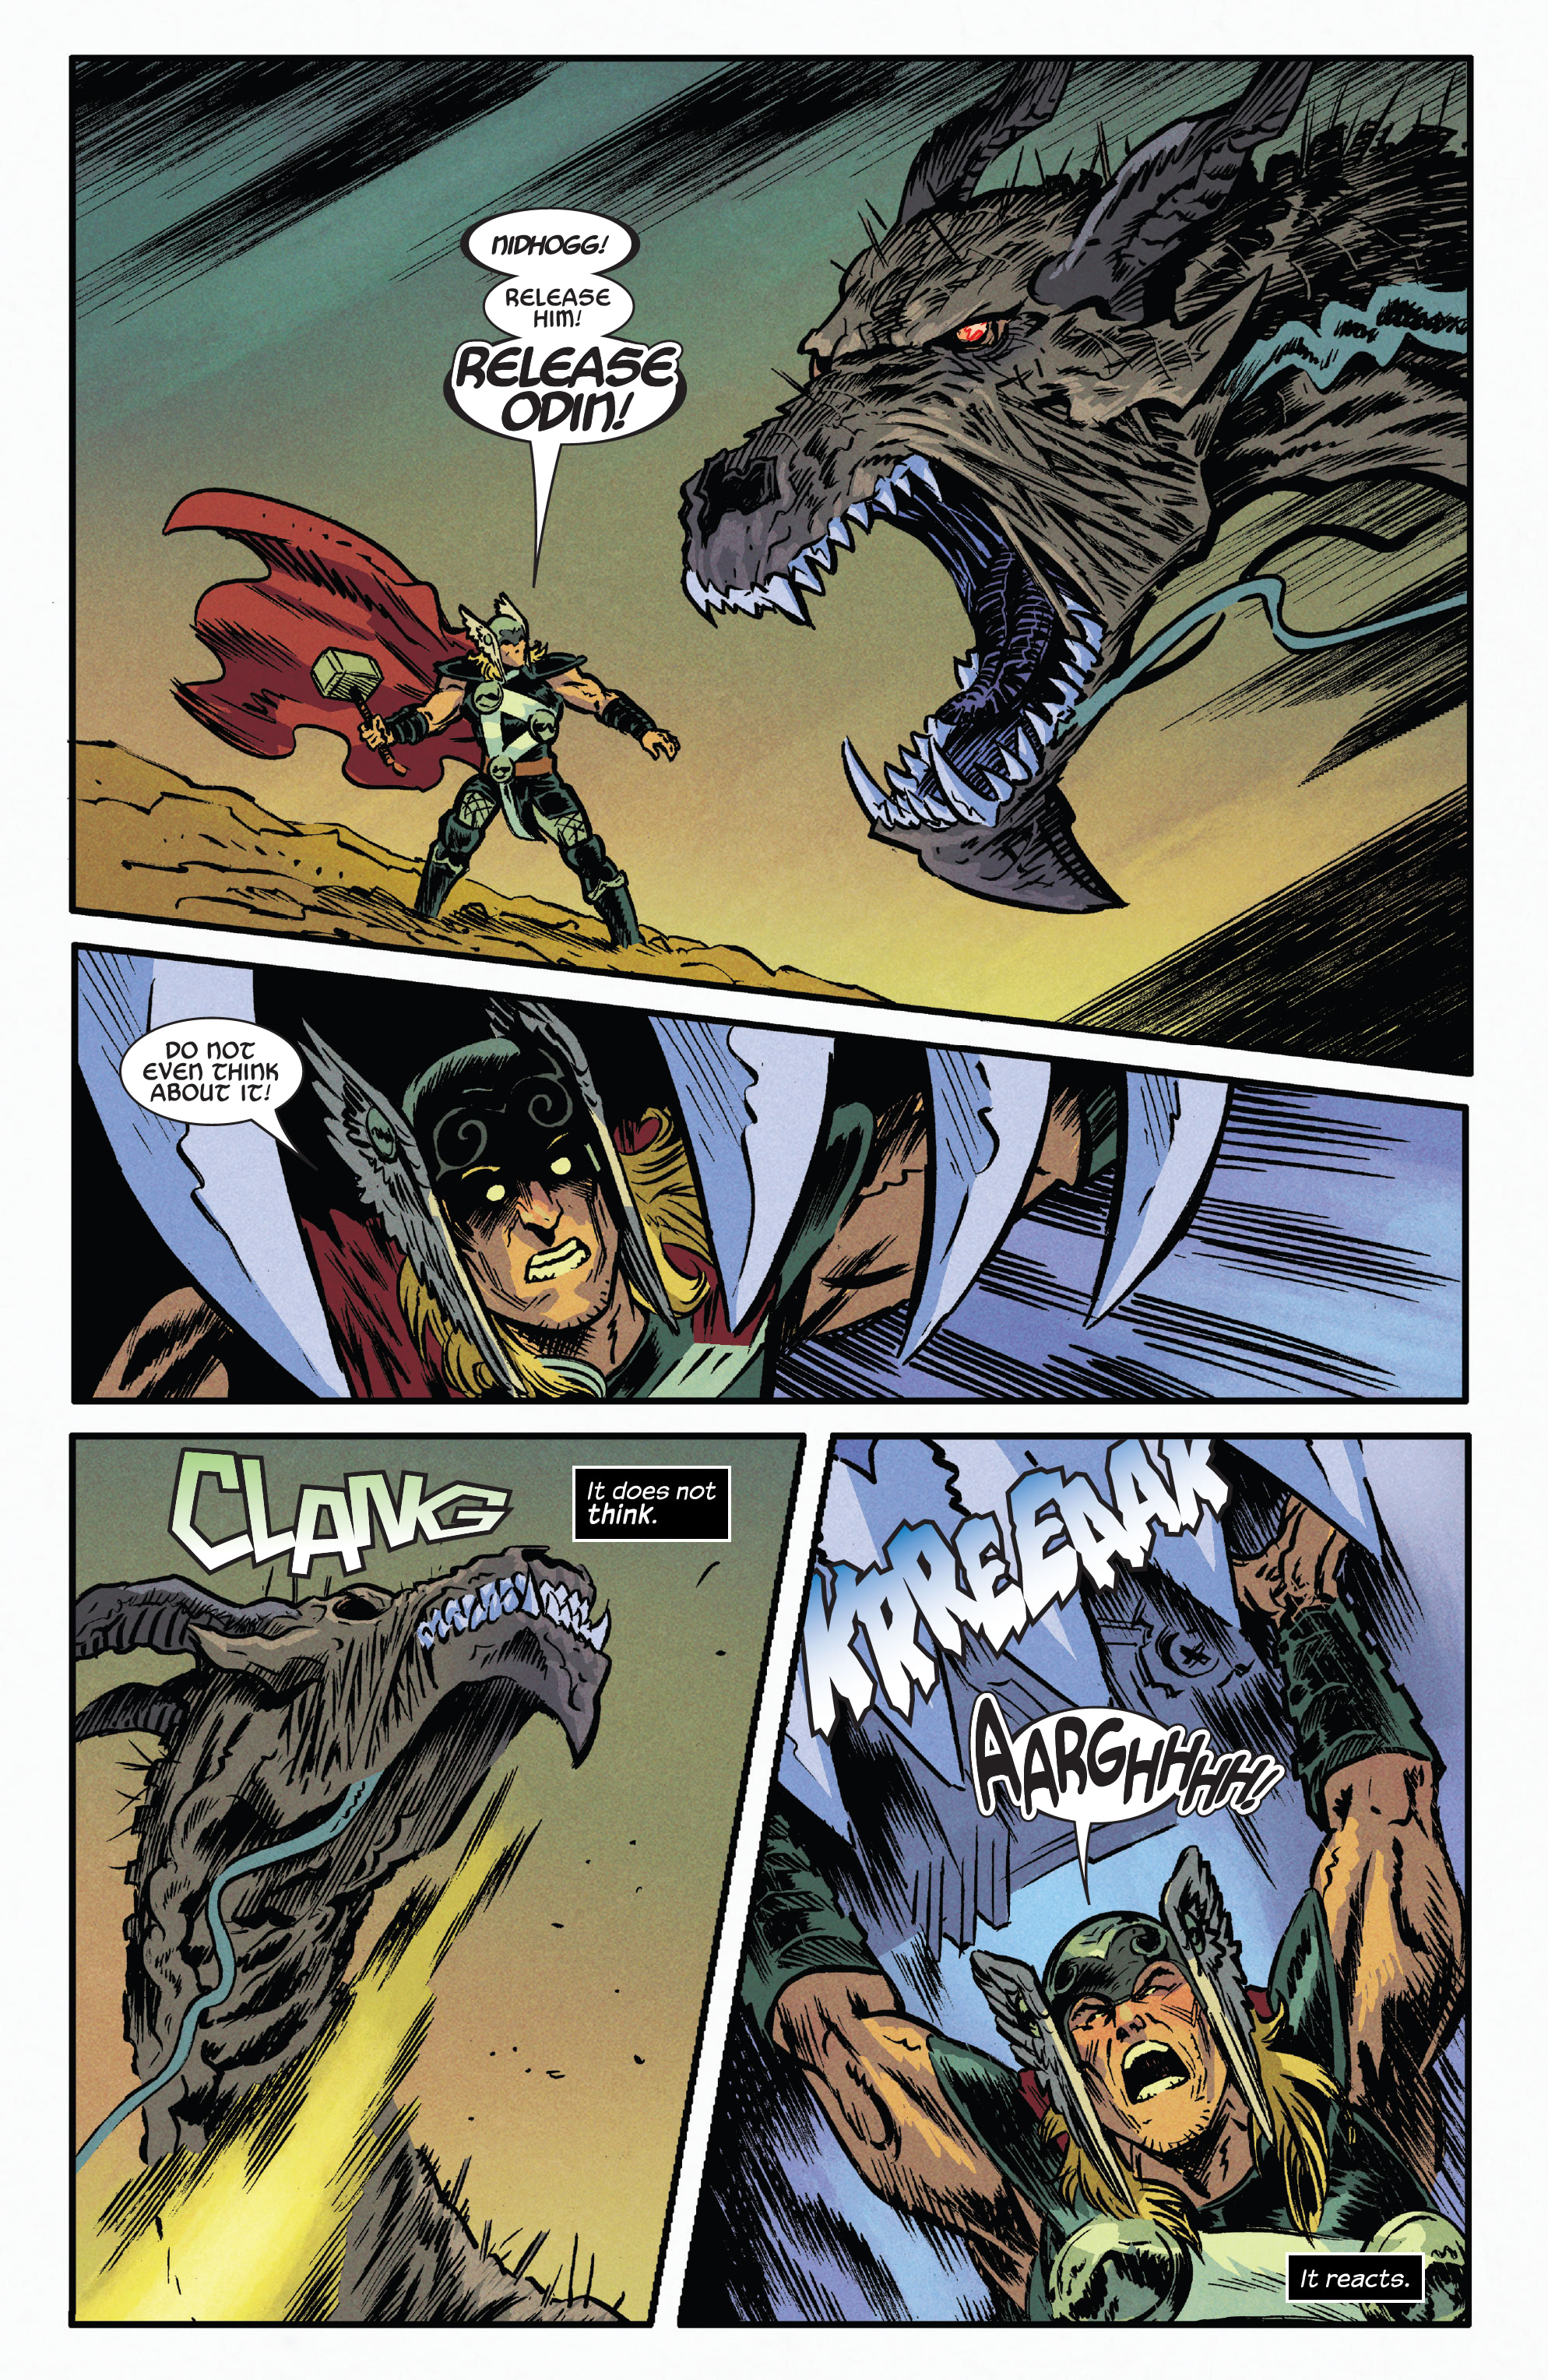 NIDHOGG!
RELEASE
HIM!
RELEASE
ODIN!
DO NOT
EVEN THINK
ABOUT IT!
CLANG
It does not
think.
KRREEAAK
AARGHHHH!
It reacts.